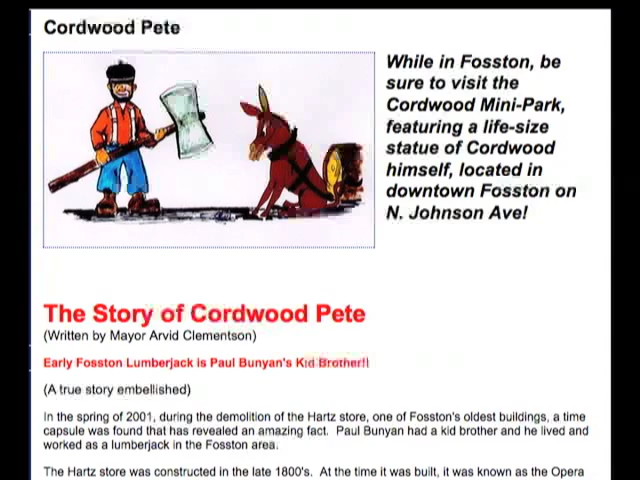 Cordwood Pete
While in Fosston, be
sure to visit the
Cordwood Mini-Park,
featuring a life-size
statue of Cordwood
himself, located in
downtown Fosston on
N. Johnson Ave!
The Story of Cordwood Pete
(Written by Mayor Arvid Clementson)
Early Fosston Lumberjack is Paul Bunyan's Kid Brother!!
(A true story embellished)
In the spring of 2001, during the demolition of the Hartz store, one of Fosston's oldest buildings, a time
capsule was found that has revealed an amazing fact. Paul Bunyan had a kid brother and he lived and
worked as a lumberjack in the Fosston area.
The Hartz store was constructed in the late 1800's. At the time it was built, it was known as the Opera